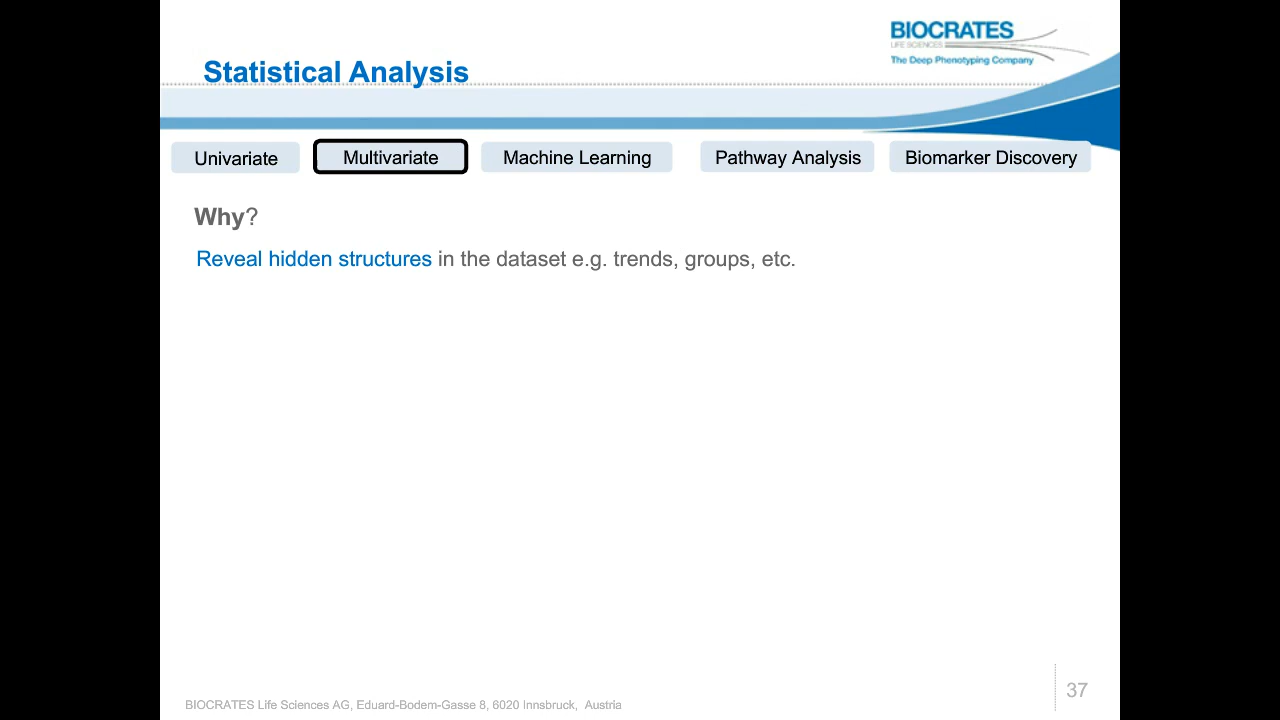 BIOCRATES
LIFE SCIENCES
The Deep Phenotyping Company
Statistical Analysis
Univariate
Multivariate
Machine Learning
Pathway Analysis
Biomarker Discovery
Why?
Reveal hidden structures in the dataset e.g. trends, groups, etc.
37
BIOCRATES Life Sciences AG, Eduard-Bodem-Gasse 8, 6020 Innsbruck, Austria